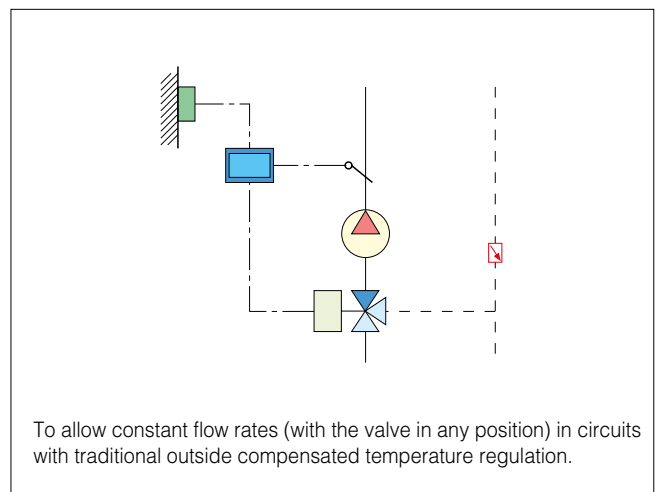 To allow constant flow rates (with the valve in any position) in circuits
with traditional outside compensated temperature regulation.